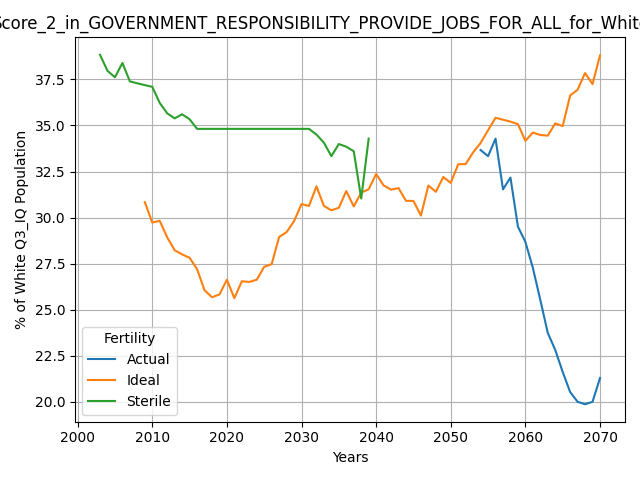 Score_2_in_GOVERNMENT_RESPONSIBILITY_PROVIDE_JOBS_FOR_ALL_for_White
% of White Q3_IQ Population
37.5
35.0
32.5
30.0
27.5
25.0
22.5
20.0
Fertility
Actual
Ideal
Sterile
2000 2010 2020 2030 2040 2050 2060 2070
Years